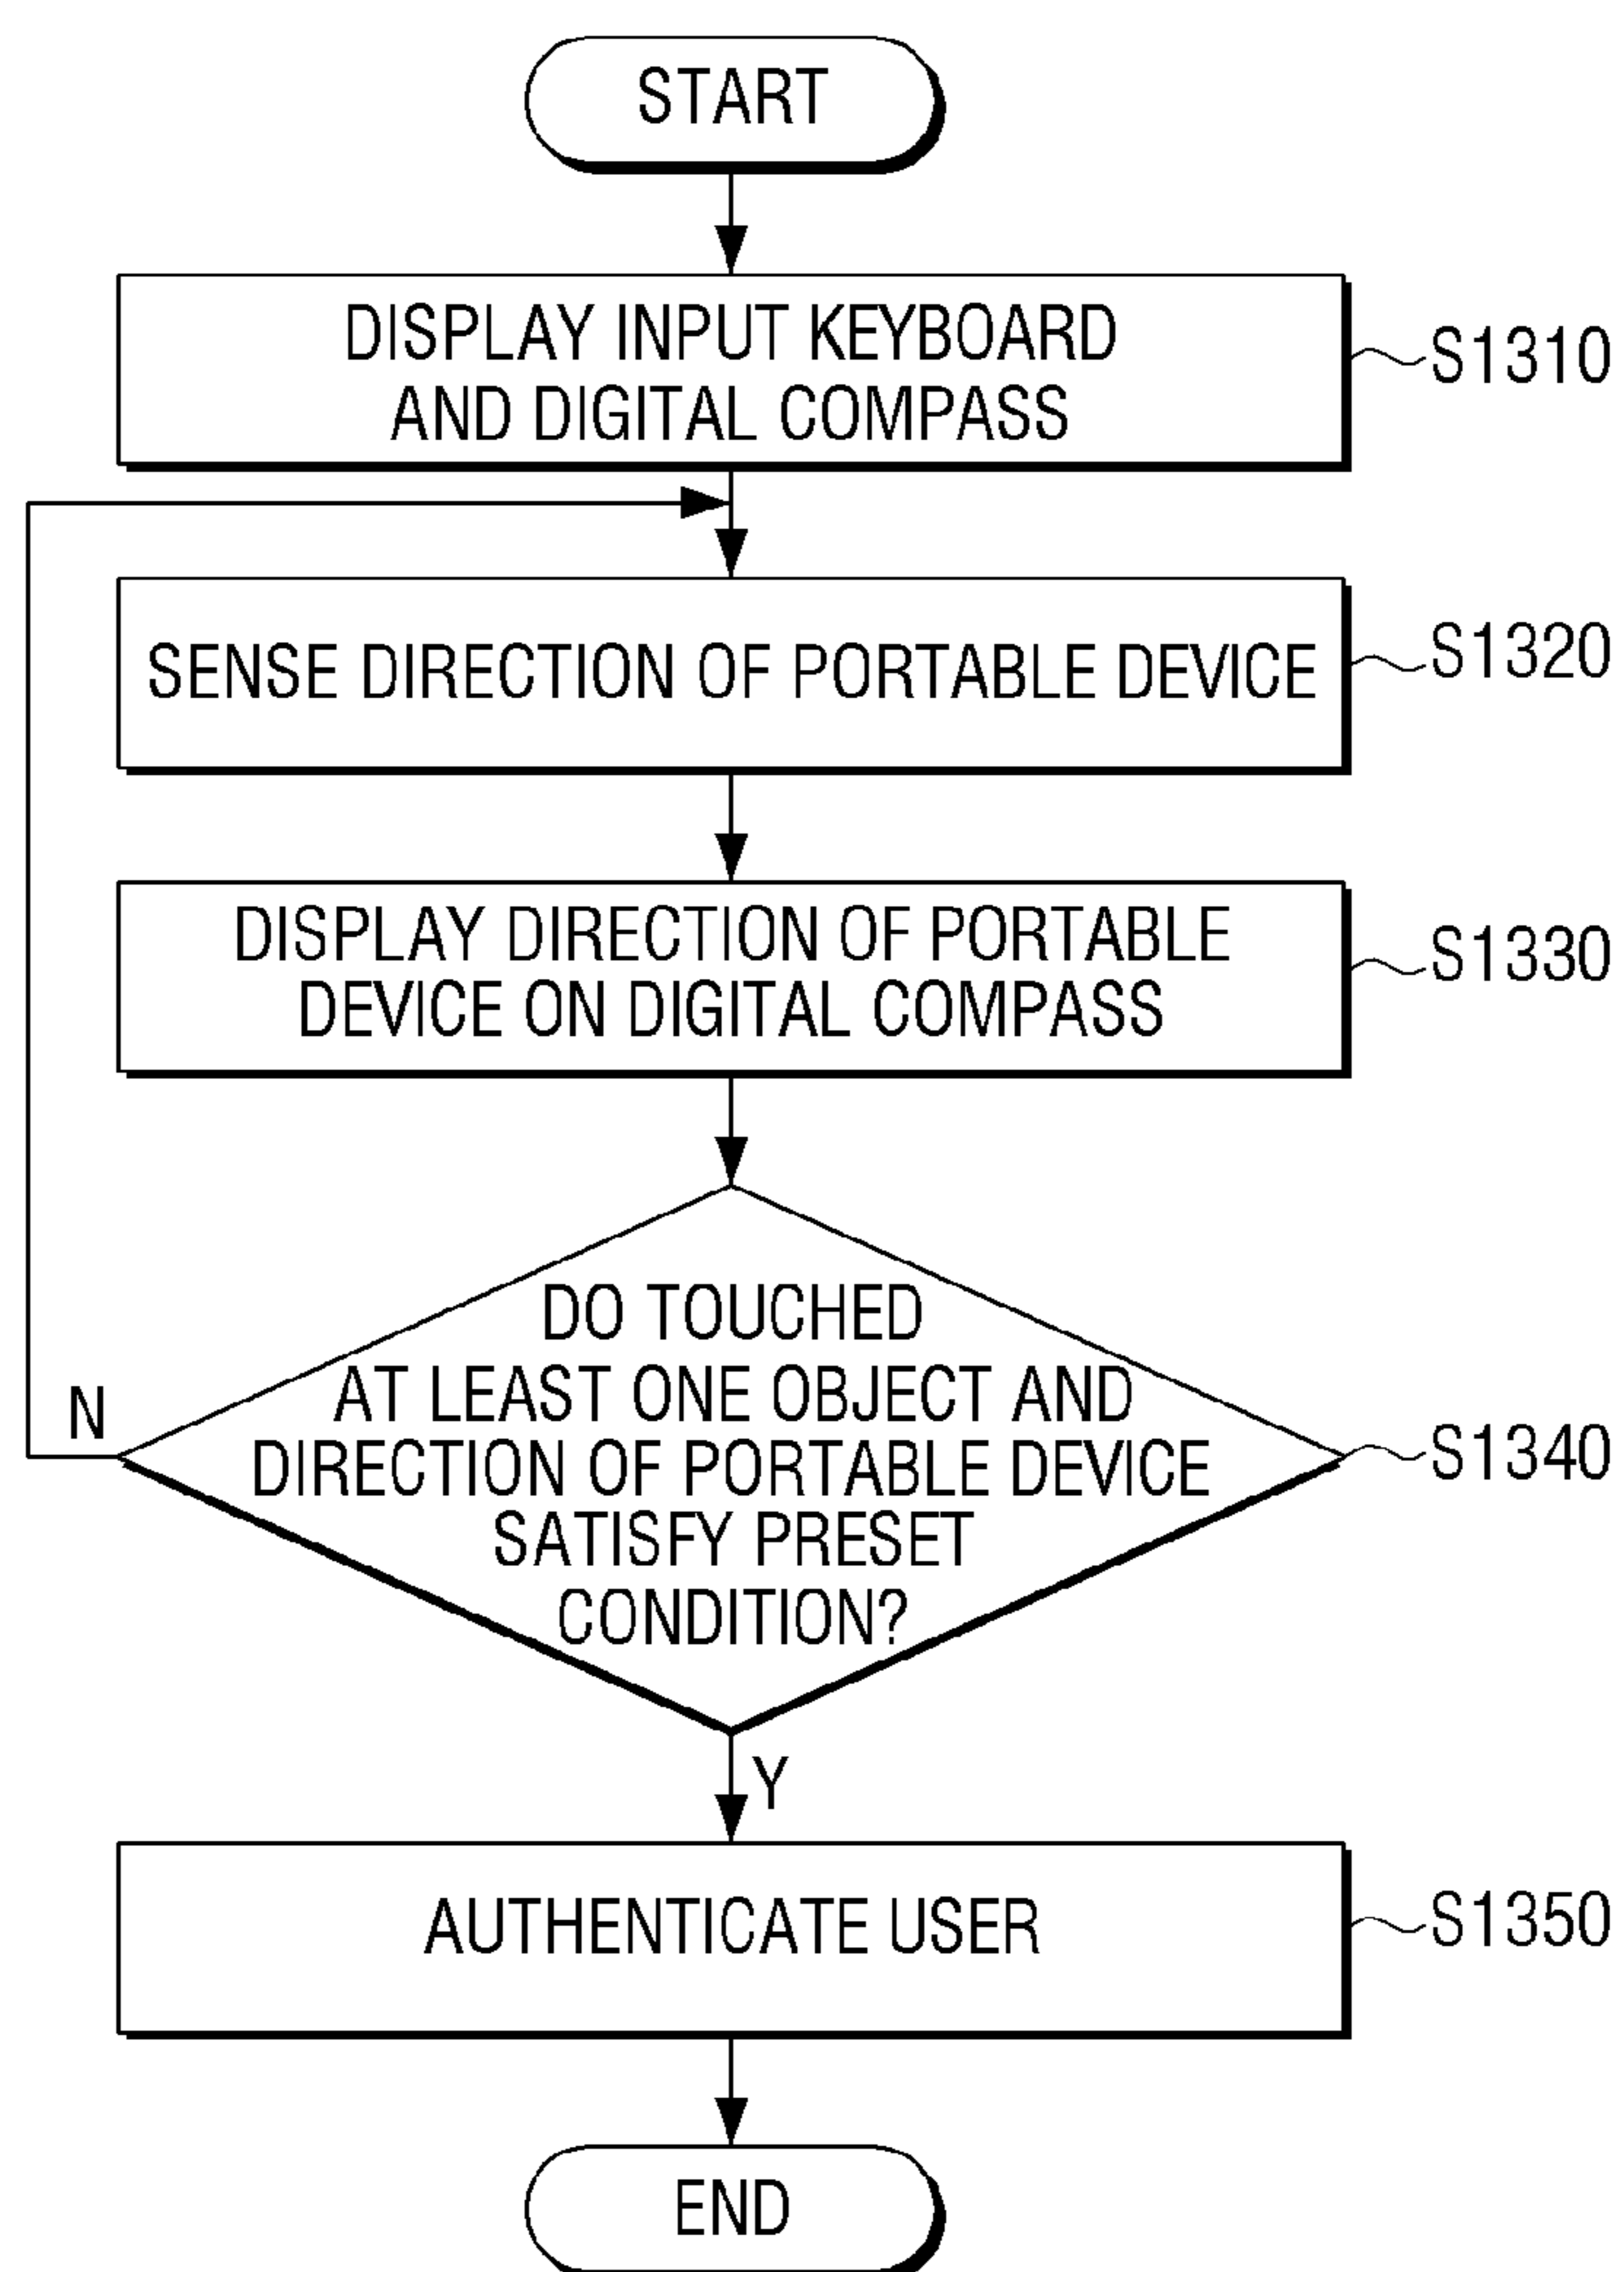 START
DISPLAY INPUT KEYBOARD
AND DIGITAL COMPASS
S1310
SENSE DIRECTION OF PORTABLE DEVICE
S1320
DISPLAY DIRECTION OF PORTABLE
DEVICE ON DIGITAL COMPASS
S1330
DO TOUCHED
AT LEAST ONE OBJECT AND
DIRECTION OF PORTABLE DEVICE
SATISFY PRESET
CONDITION?
N
S1340
Y
AUTHENTICATE USER
S1350
END